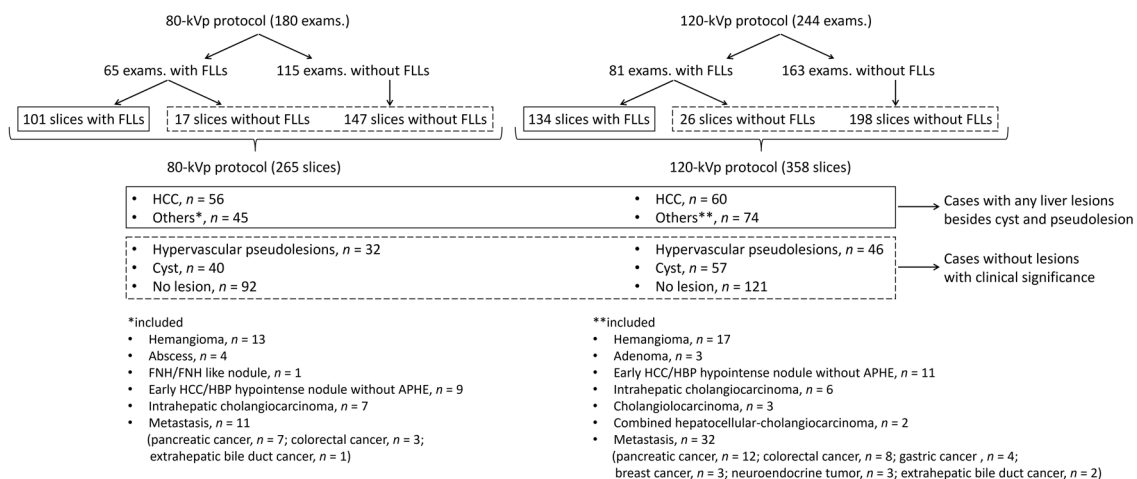 80-kVp protocol (180 exams.)
120-kVp protocol (244 exams.)
65 exams. with FLLs
115 exams. without FLLs
81 exams. with FLLs
163 exams. without FLLs
101 slices with FLLs
17 slices without FLLs
147 slices without FLLs
134 slices with FLLs
26 slices without FLLs
198 slices without FLLs
80-kVp protocol (265 slices)
120-kVp protocol (358 slices)
• HCC, n = 56
• Others*, n = 45
• HCC, n = 60
• Others**, n = 74
Cases with any liver lesions
besides cyst and pseudolesion
• Hypervascular pseudolesions, n = 32
• Cyst, n = 40
• No lesion, n = 92
• Hypervascular pseudolesions, n = 46
• Cyst, n = 57
• No lesion, n = 121
Cases without lesions
with clinical significance
*included
• Hemangioma, n = 13
• Abscess, n = 4
• FNH/FNH like nodule, n = 1
• Early HCC/HBP hypointense nodule without APHE, n = 9
• Intrahepatic cholangiocarcinoma, n = 7
• Metastasis, n = 11
(pancreatic cancer, n = 7; colorectal cancer, n = 3;
extrahepatic bile duct cancer, n = 1)
**included
• Hemangioma, n = 17
• Adenoma, n = 3
• Early HCC/HBP hypointense nodule without APHE, n = 11
• Intrahepatic cholangiocarcinoma, n = 6
• Cholangiolocarcinoma, n = 3
• Combined hepatocellular-cholangiocarcinoma, n = 2
• Metastasis, n = 32
(pancreatic cancer, n = 12; colorectal cancer, n = 8; gastric cancer , n = 4;
breast cancer, n = 3; neuroendocrine tumor, n = 3; extrahepatic bile duct cancer, n = 2)